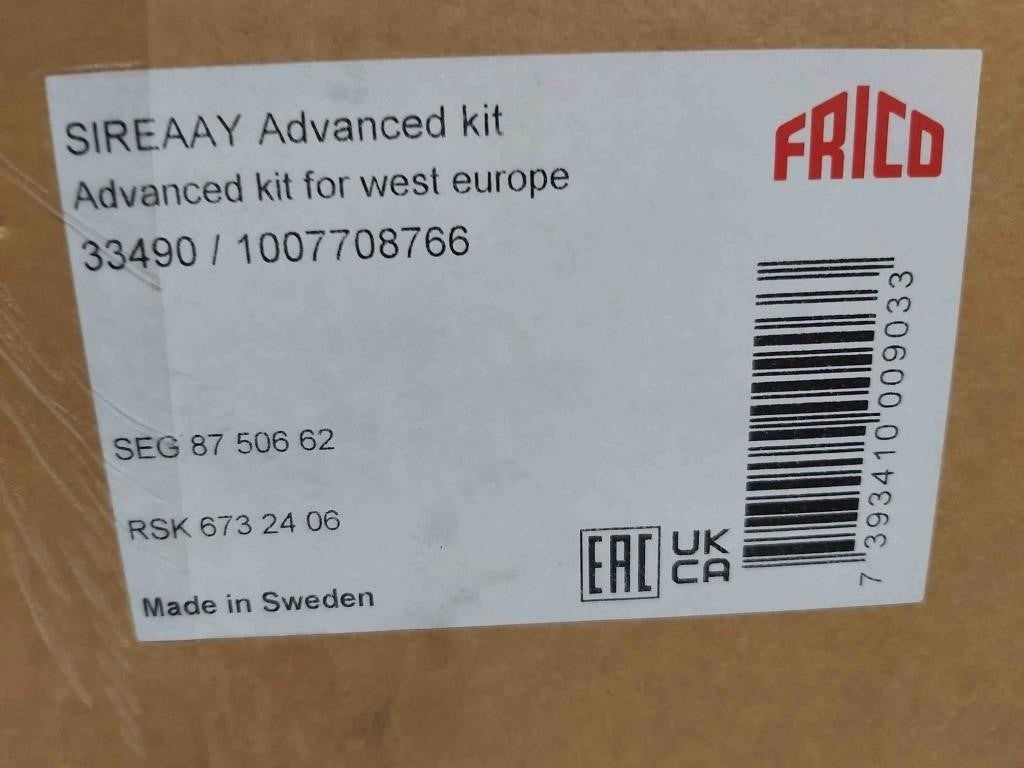 SIREAAY Advanced kit
Advanced kit for west europe
33490 / 1007708766
FRICO
SEG 87 506 62
RSK 673 24 06
Made in Sweden
EAC
UK
CA
7 393410 009033